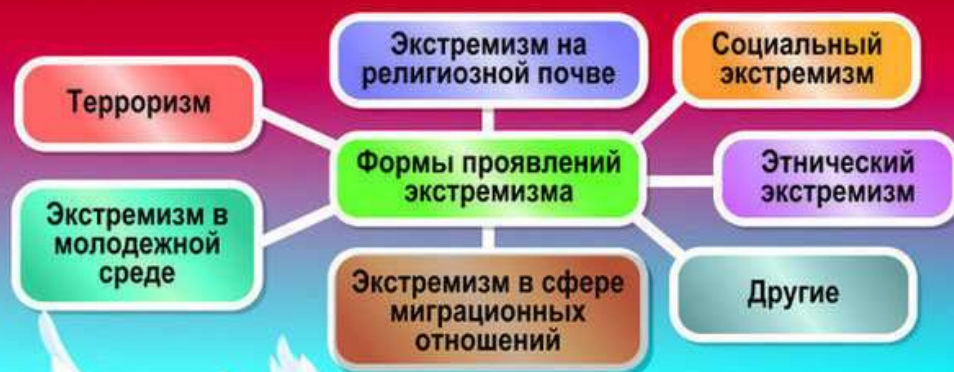 Экстремизм на
религиозной почве
Социальный
экстремизм
Терроризм
Формы проявлений
экстремизма
Этнический
экстремизм
Экстремизм в
молодежной
среде
Экстремизм в сфере
миграционных
отношений
Другие